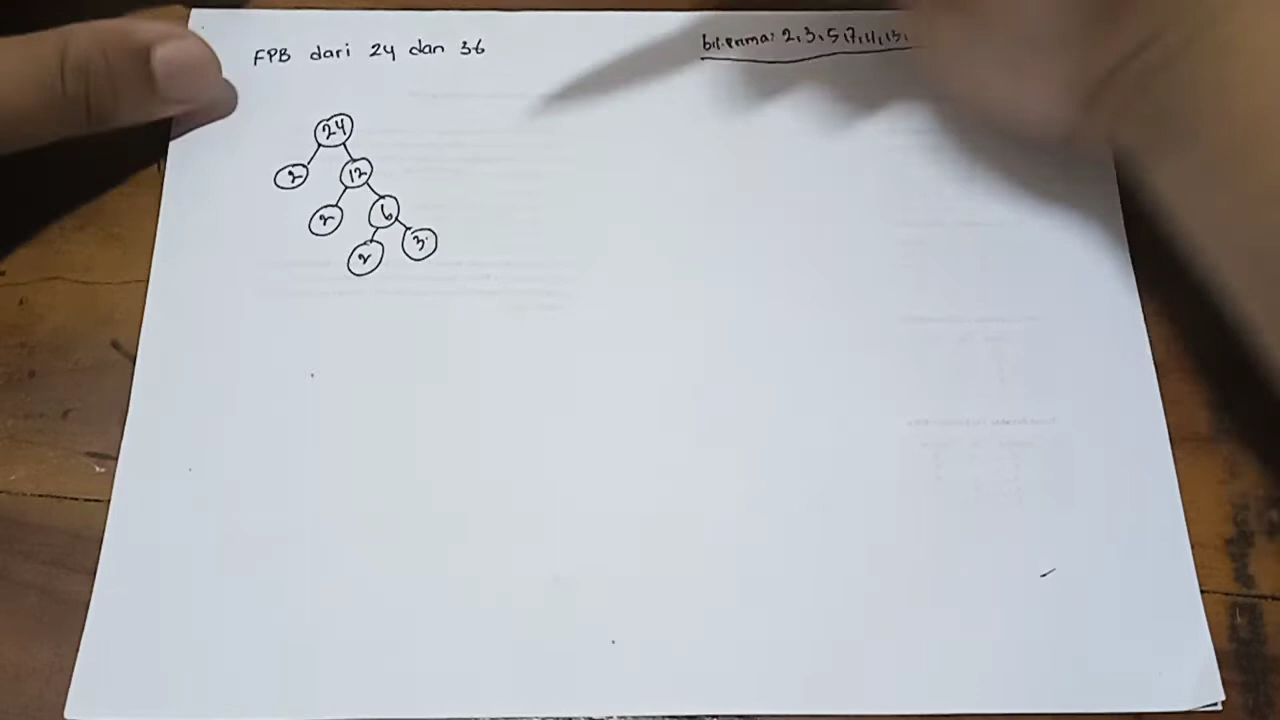 FPB dari 24 dan 36
bil. prima: 2, 3, 5, 7, 11, 13,
24
2 12
2 6
2 3